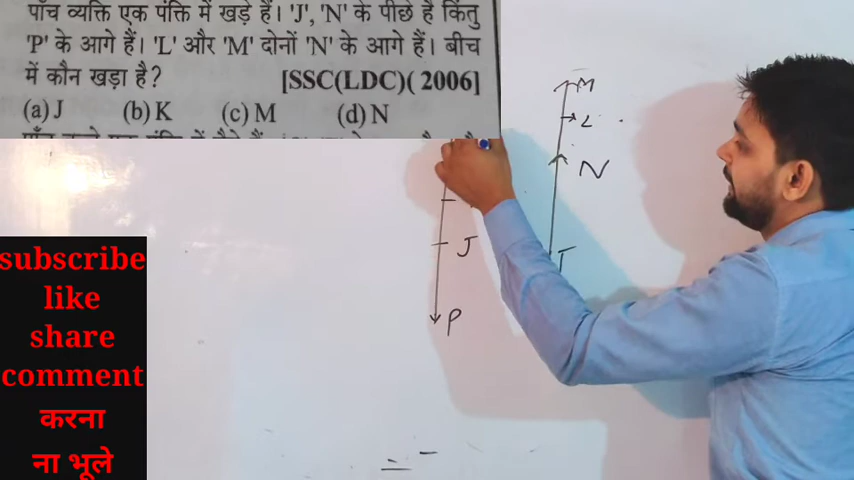 पाँच व्यक्ति एक पंक्ति में खड़े हैं। 'J', 'N' के पीछे है किंतु
'P' के आगे हैं। 'L' और 'M' दोनों 'N' के आगे हैं। बीच
में कौन खड़ा है? [SSC(LDC)( 2006]
(a) J (b) K (c) M (d) N
M
L
N
J
J
P
subscribe
like
share
comment
करना
ना भूले